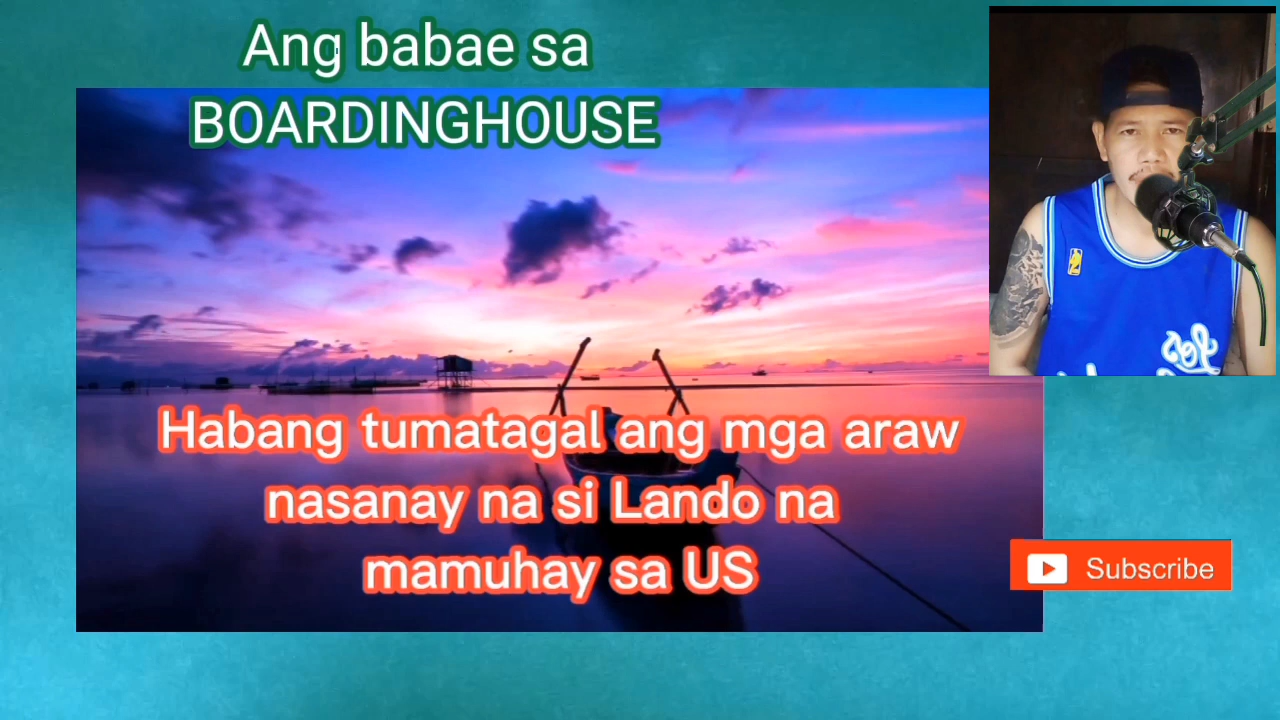 Ang babae sa
BOARDINGHOUSE
Habang tumatagal ang mga araw
nasanay na si Lando na
mamuhay sa US
Subscribe